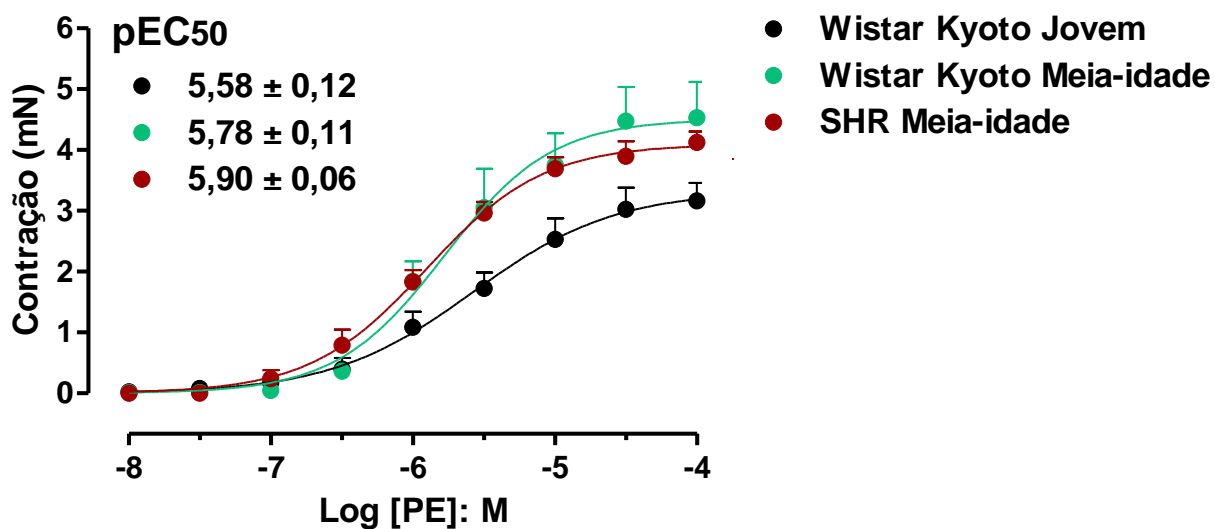 pEC50
5,58 ± 0,12
5,78 ± 0,11
5,90 ± 0,06
Wistar Kyoto Jovem
Wistar Kyoto Meia-idade
SHR Meia-idade
Contração (mN)
6
5
4
3
2
1
0
-8 -7 -6 -5 -4
Log [PE]: M